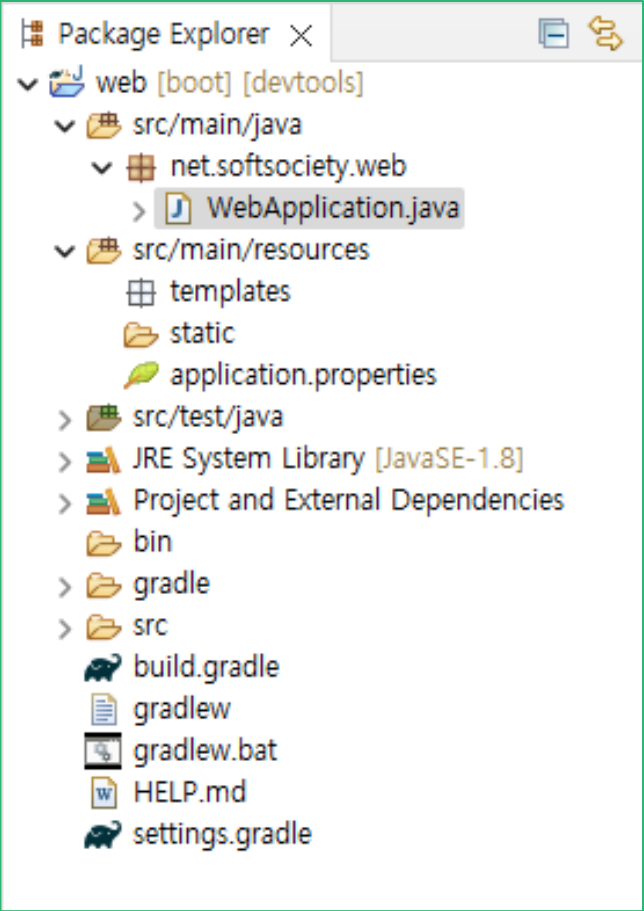 Package Explorer
web [boot] [devtools]
src/main/java
net.softsociety.web
WebApplication.java
src/main/resources
templates
static
application.properties
src/test/java
JRE System Library [JavaSE-1.8]
Project and External Dependencies
bin
gradle
src
build.gradle
gradlew
gradlew.bat
HELP.md
settings.gradle